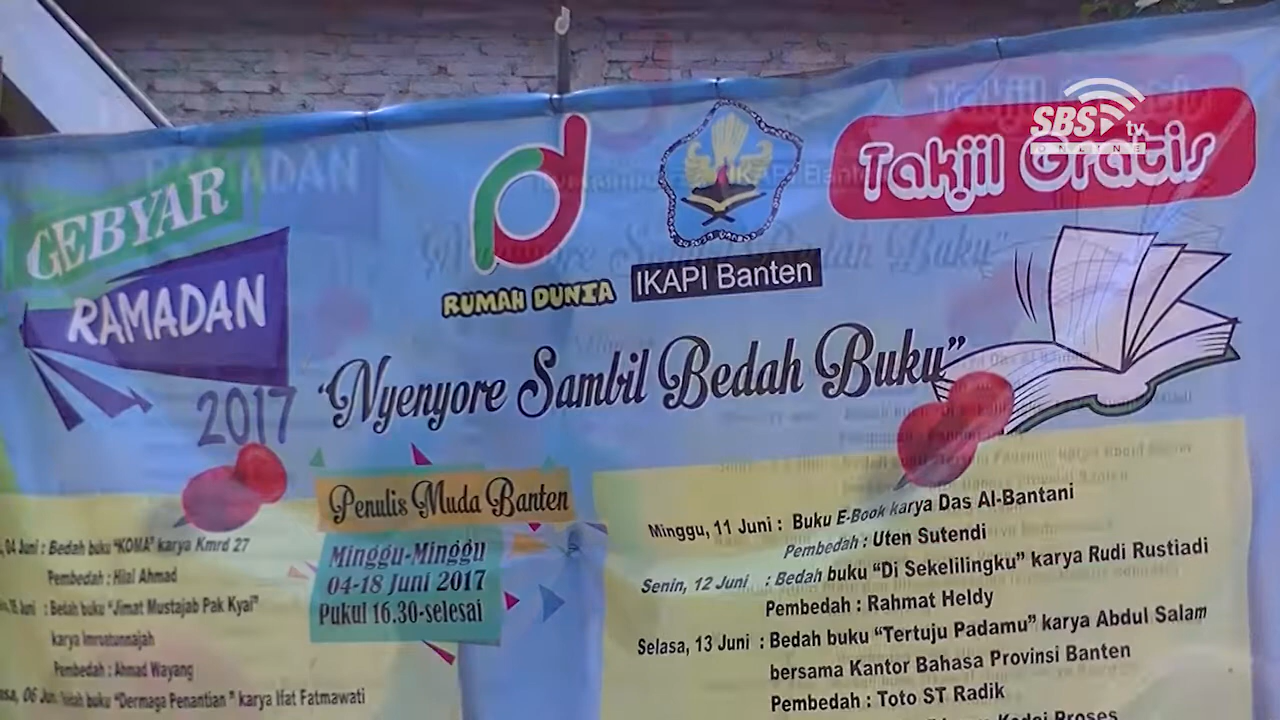 SBS tv
ONLINE
Takjil Gratis
GEBYAR
RAMADAN
2017
RUMAH DUNIA
IKAPI Banten
"Nyenyore Sambil Bedah Buku"
Penulis Muda Banten
Minggu-Minggu
04-18 Juni 2017
Pukul 16.30-selesai
04 Juni : Bedah buku "KOMA" karya Kmrd 27
Pembedah : Hilal Ahmad
Juni : Bedah buku "Jimat Mustajab Pak Kyai"
karya Imroatunnajah
Pembedah : Ahmad Wayang
06 Jun buku "Dermaga Penantian " karya Ifat Fatmawati
Minggu, 11 Juni : Buku E-Book karya Das Al-Bantani
Pembedah : Uten Sutendi
Senin, 12 Juni : Bedah buku "Di Sekelilingku" karya Rudi Rustiadi
Pembedah : Rahmat Heldy
Selasa, 13 Juni : Bedah buku "Tertuju Padamu" karya Abdul Salam
bersama Kantor Bahasa Provinsi Banten
Pembedah : Toto ST Radik
Proses